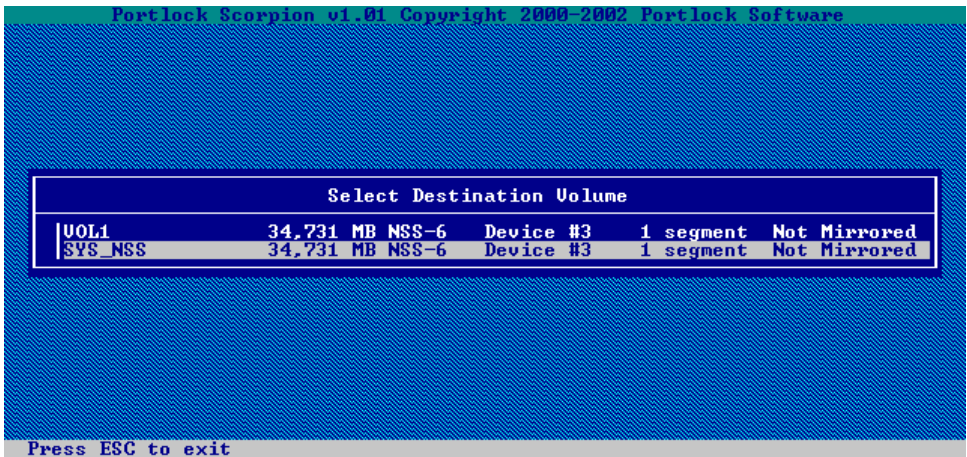 Portlock Scorpion v1.01 Copyright 2000-2002 Portlock Software
Select Destination Volume
VOL1 34,731 MB NSS-6 Device #3 1 segment Not Mirrored
SYS_NSS 34,731 MB NSS-6 Device #3 1 segment Not Mirrored
Press ESC to exit